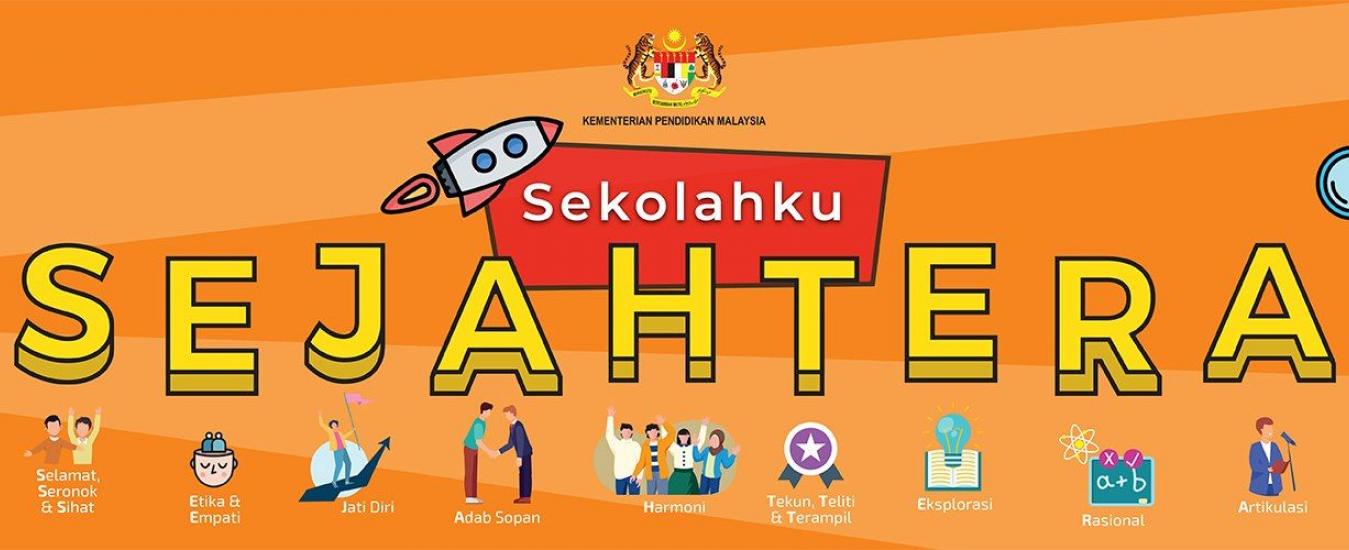 KEMENTERIAN PENDIDIKAN MALAYSIA
Sekolahku
SEJAHTERA
Selamat,
Seronok
& Sihat
Etika &
Empati
Jati Diri
Adab Sopan
Harmoni
Tekun, Teliti
& Terampil
Eksplorasi
a+b
Rasional
Artikulasi